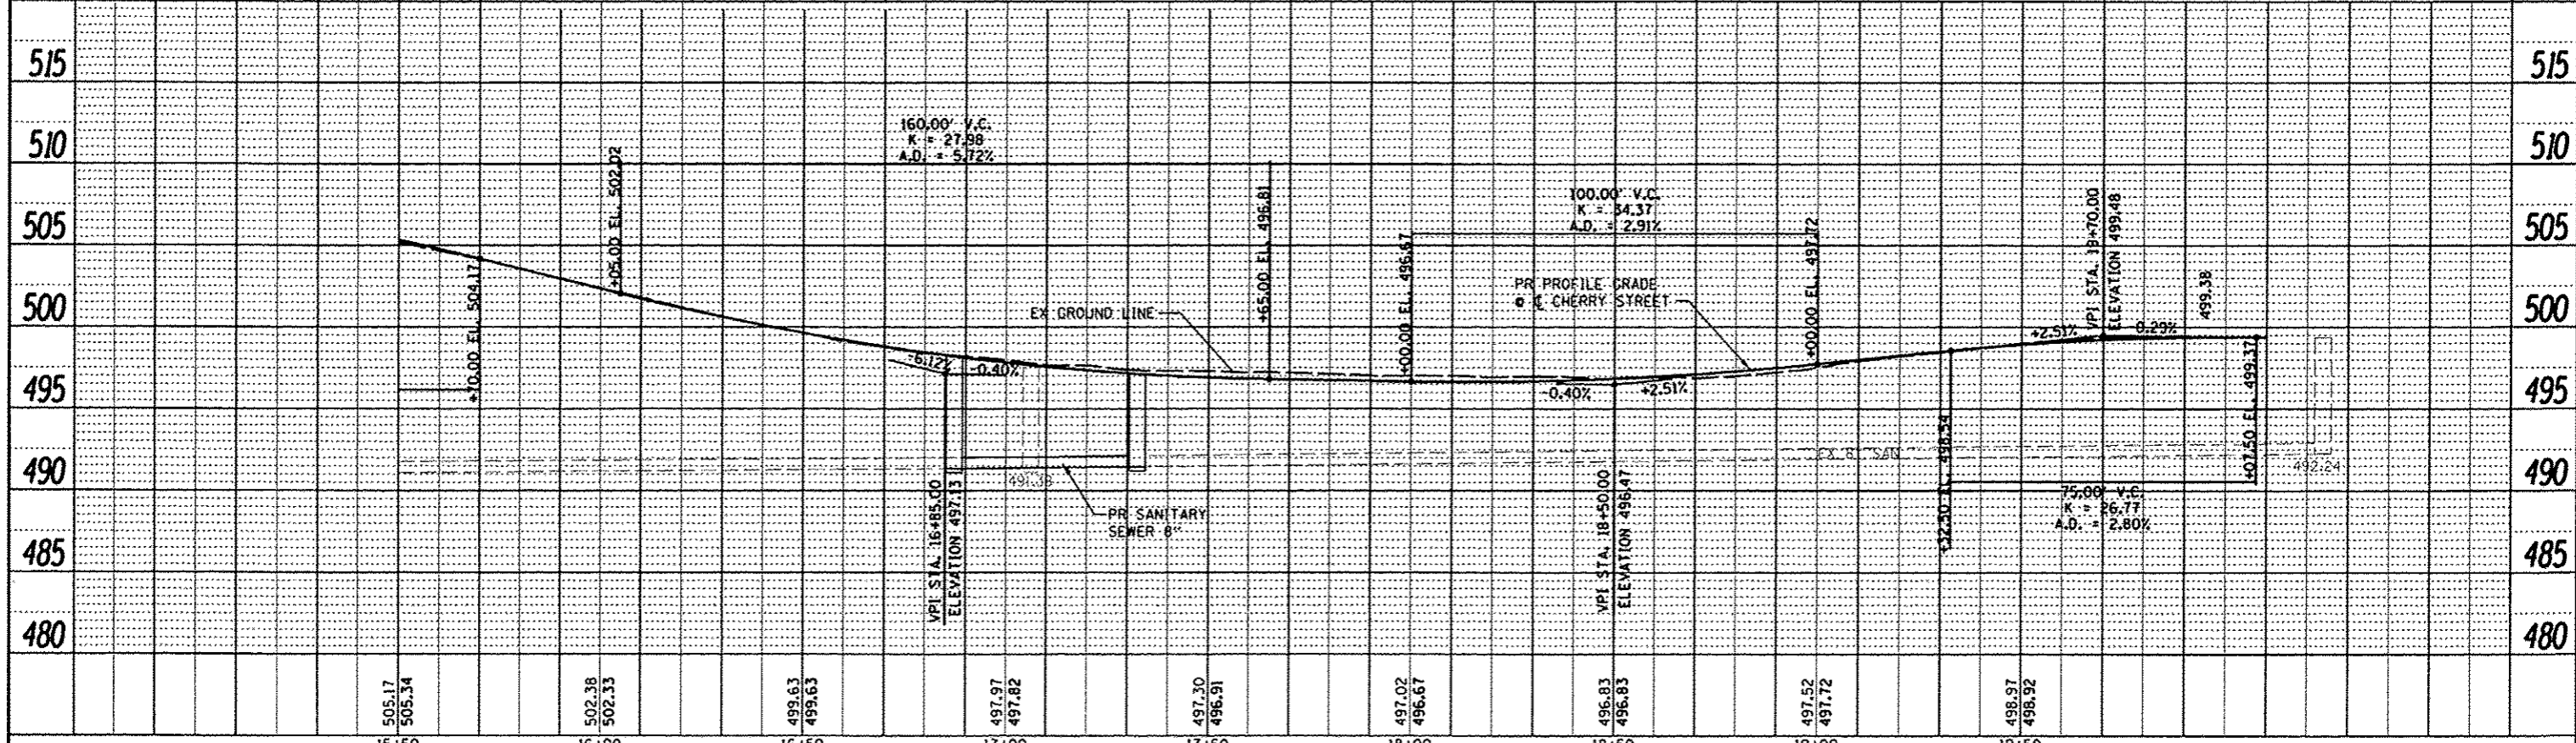 515
515
510
510
505
505
500
500
495
495
490
490
485
485
480
480
160.00' V.C.
K = 27.98
A.D. = 5.72%
100.00' V.C.
K = 34.37
A.D. = 2.91%
75.00' V.C.
K = 26.77
A.D. = 2.80%
+70.00 EL. 504.17
+05.00 EL. 502.02
+65.00 EL. 496.81
+00.00 EL. 496.67
+00.00 EL. 497.72
+32.50 EL. 498.54
+07.50 EL. 499.37
VPI STA. 16+85.00
ELEVATION 497.13
VPI STA. 18+50.00
ELEVATION 496.47
VPI STA. 19+70.00
ELEVATION 499.48
499.38
EX GROUND LINE
PR PROFILE GRADE
@ ℄ CHERRY STREET
-6.12%
-0.40%
-0.40%
+2.51%
+2.51%
-0.29%
491.38
EX 8" SAN
492.24
PR SANITARY
SEWER 8"
505.17
505.34
502.38
502.33
499.63
499.63
497.97
497.82
497.30
496.91
497.02
496.67
496.83
496.83
497.52
497.72
498.97
498.92